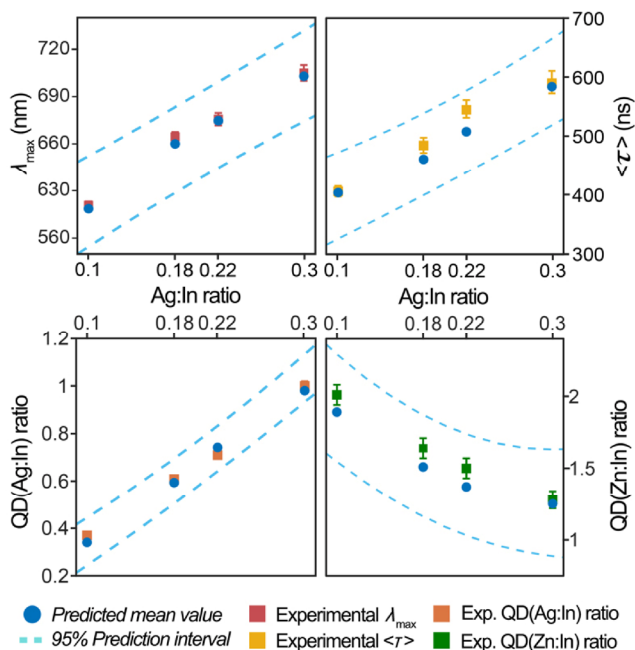 720
690
660
630
560
λmax (nm)
0.1
0.18
0.22
0.3
Ag:In ratio
700
600
500
400
300
<τ> (ns)
0.1
0.18
0.22
0.3
Ag:In ratio
0.1
0.18
0.22
0.3
1.2
1
0.8
0.6
0.4
0.2
QD(Ag:In) ratio
0.1
0.18
0.22
0.3
2
1.5
1
QD(Zn:In) ratio
Predicted mean value
95% Prediction interval
Experimental λmax
Experimental <τ>
Exp. QD(Ag:In) ratio
Exp. QD(Zn:In) ratio